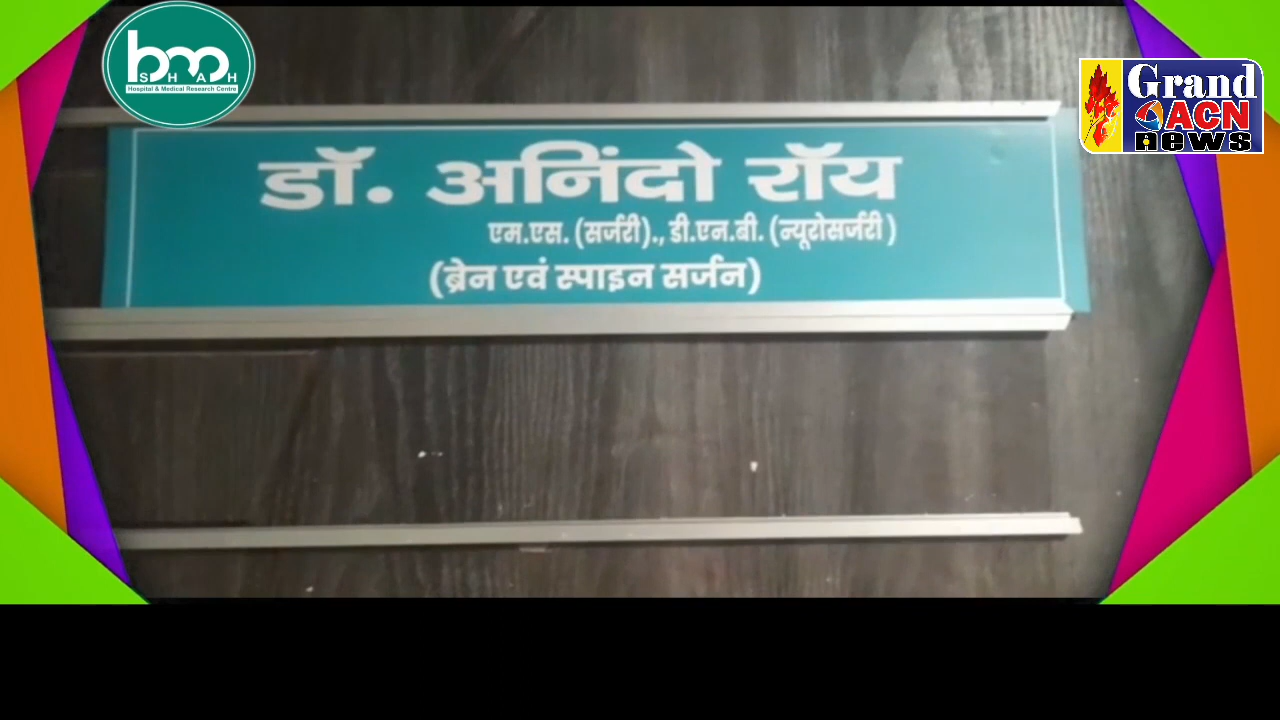 bm
SHAH
Hospital & Medical Research Centre
Grand
ACN
news
डॉ. अनिंदो रॉय
एम.एस. (सर्जरी)., डी.एन.बी. (न्यूरोसर्जरी)
(ब्रेन एवं स्पाइन सर्जन)